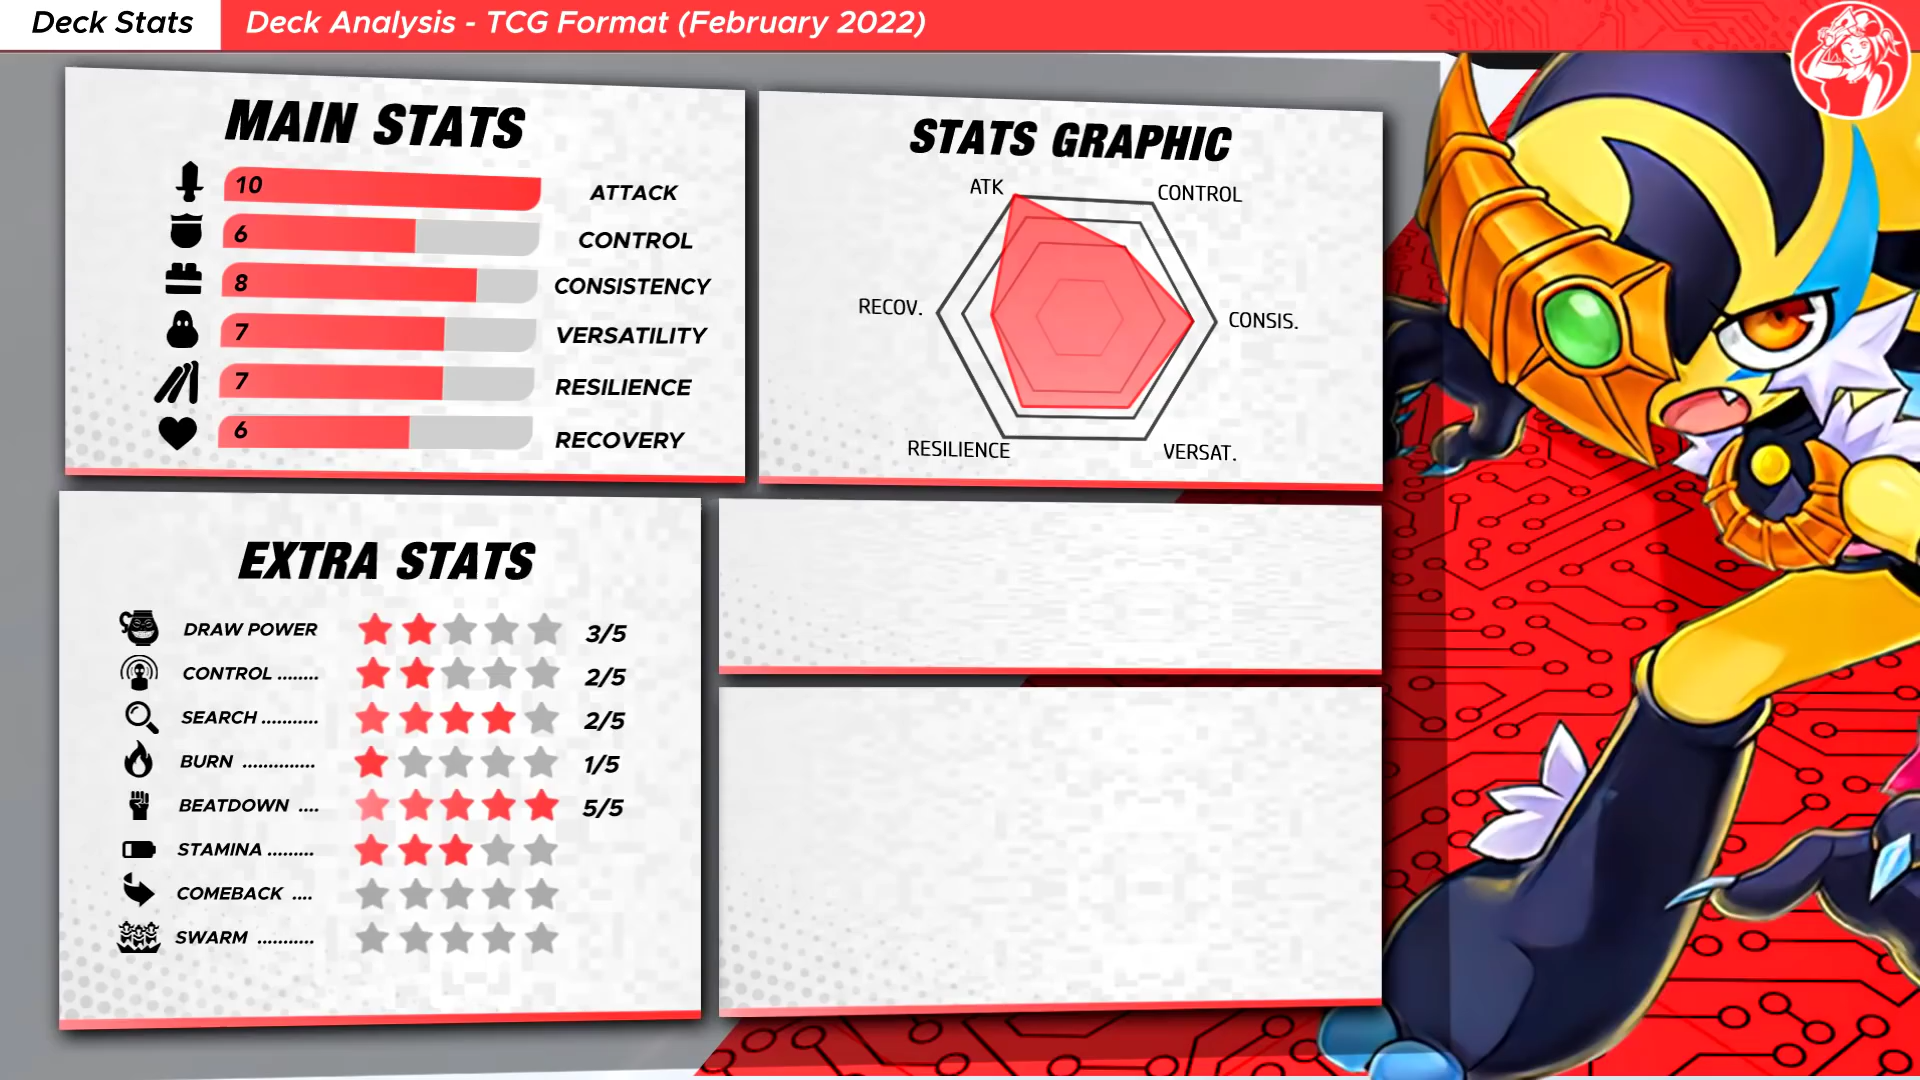 Deck Stats
Deck Analysis - TCG Format (February 2022)
MAIN STATS
10 ATTACK
6 CONTROL
8 CONSISTENCY
7 VERSATILITY
7 RESILIENCE
6 RECOVERY
STATS GRAPHIC
ATK
CONTROL
RECOV.
CONSIS.
RESILIENCE
VERSAT.
EXTRA STATS
DRAW POWER 3/5
CONTROL ........ 2/5
SEARCH ........... 2/5
BURN .............. 1/5
BEATDOWN .... 5/5
STAMINA .........
COMEBACK ....
SWARM ...........